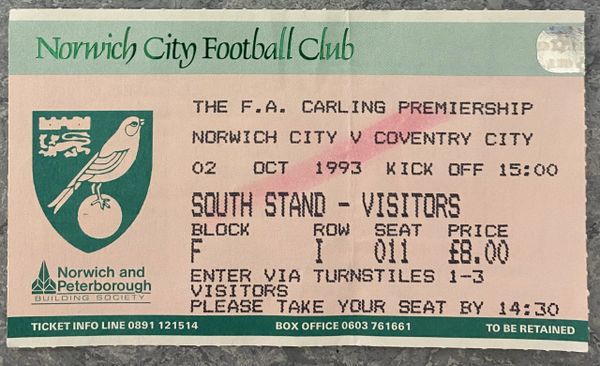 Norwich City Football Club
THE F.A. CARLING PREMIERSHIP
NORWICH CITY V COVENTRY CITY
02 OCT 1993 KICK OFF 15:00
SOUTH STAND - VISITORS
BLOCK ROW SEAT PRICE
F I 011 £8.00
ENTER VIA TURNSTILES 1-3
VISITORS
PLEASE TAKE YOUR SEAT BY 14:30
Norwich and
Peterborough
BUILDING SOCIETY
TICKET INFO LINE 0891 121514 BOX OFFICE 0603 761661 TO BE RETAINED